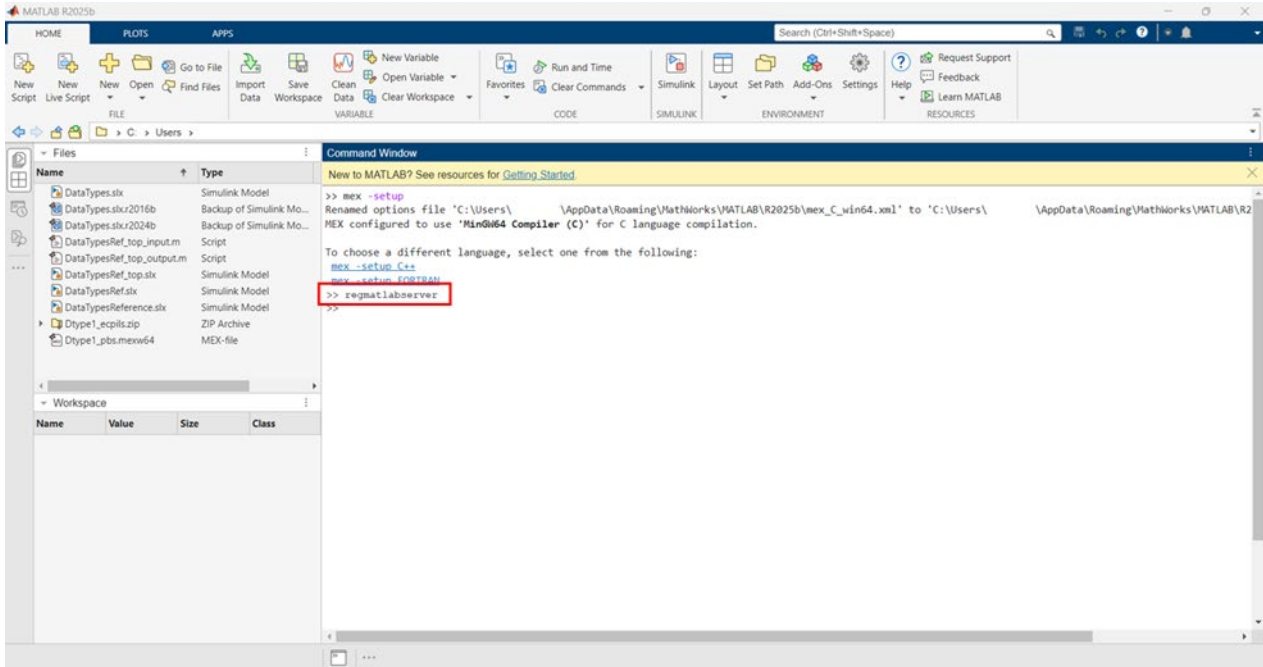 MATLAB R2025b
HOME PLOTS APPS
Search (Ctrl+Shift+Space)
New Script
New Live Script
New
Open
Go to File
Find Files
Import Data
Save Workspace
Clean Data
New Variable
Open Variable
Clear Workspace
Favorites
Run and Time
Clear Commands
Simulink
Layout
Set Path
Add-Ons
Settings
Help
Request Support
Feedback
Learn MATLAB
FILE VARIABLE CODE SIMULINK ENVIRONMENT RESOURCES
› C: › Users ›
Files
Name Type
DataTypes.slx Simulink Model
DataTypes.slx.r2016b Backup of Simulink Mo...
DataTypes.slx.r2024b Backup of Simulink Mo...
DataTypesRef_top_input.m Script
DataTypesRef_top_output.m Script
DataTypesRef_top.slx Simulink Model
DataTypesRef.slx Simulink Model
DataTypesReference.slx Simulink Model
Dtype1_ecpils.zip ZIP Archive
Dtype1_pbs.mexw64 MEX-file
Workspace
Name Value Size Class
Command Window
New to MATLAB? See resources for Getting Started.
>> mex -setup
Renamed options file 'C:\Users\ \AppData\Roaming\MathWorks\MATLAB\R2025b\mex_C_win64.xml' to 'C:\Users\ \AppData\Roaming\MathWorks\MATLAB\R2
MEX configured to use 'MinGW64 Compiler (C)' for C language compilation.
To choose a different language, select one from the following:
mex -setup C++
mex -setup FORTRAN
>> regmatlabserver
>>